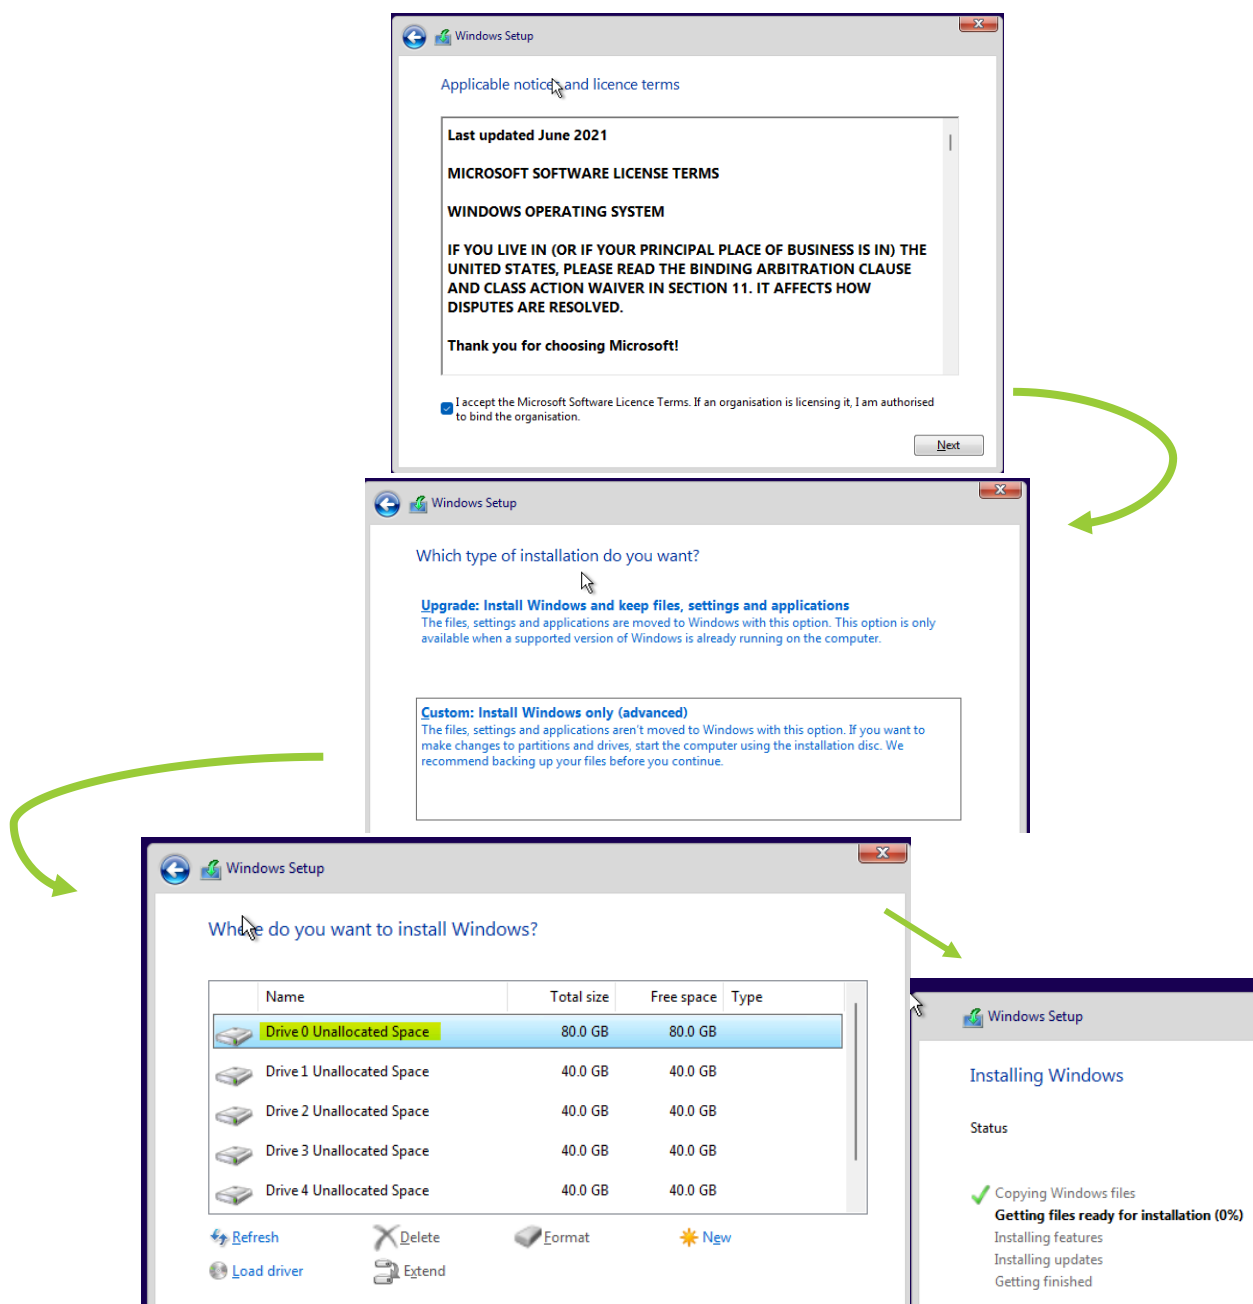 Windows Setup
Applicable notices and licence terms
Last updated June 2021
MICROSOFT SOFTWARE LICENSE TERMS
WINDOWS OPERATING SYSTEM
IF YOU LIVE IN (OR IF YOUR PRINCIPAL PLACE OF BUSINESS IS IN) THE
UNITED STATES, PLEASE READ THE BINDING ARBITRATION CLAUSE
AND CLASS ACTION WAIVER IN SECTION 11. IT AFFECTS HOW
DISPUTES ARE RESOLVED.
Thank you for choosing Microsoft!
I accept the Microsoft Software Licence Terms. If an organisation is licensing it, I am authorised
to bind the organisation.
Next
Windows Setup
Which type of installation do you want?
Upgrade: Install Windows and keep files, settings and applications
The files, settings and applications are moved to Windows with this option. This option is only
available when a supported version of Windows is already running on the computer.
Custom: Install Windows only (advanced)
The files, settings and applications aren't moved to Windows with this option. If you want to
make changes to partitions and drives, start the computer using the installation disc. We
recommend backing up your files before you continue.
Windows Setup
Where do you want to install Windows?
Name Total size Free space Type
Drive 0 Unallocated Space 80.0 GB 80.0 GB
Drive 1 Unallocated Space 40.0 GB 40.0 GB
Drive 2 Unallocated Space 40.0 GB 40.0 GB
Drive 3 Unallocated Space 40.0 GB 40.0 GB
Drive 4 Unallocated Space 40.0 GB 40.0 GB
Refresh Delete Format New
Load driver Extend
Windows Setup
Installing Windows
Status
Copying Windows files
Getting files ready for installation (0%)
Installing features
Installing updates
Getting finished